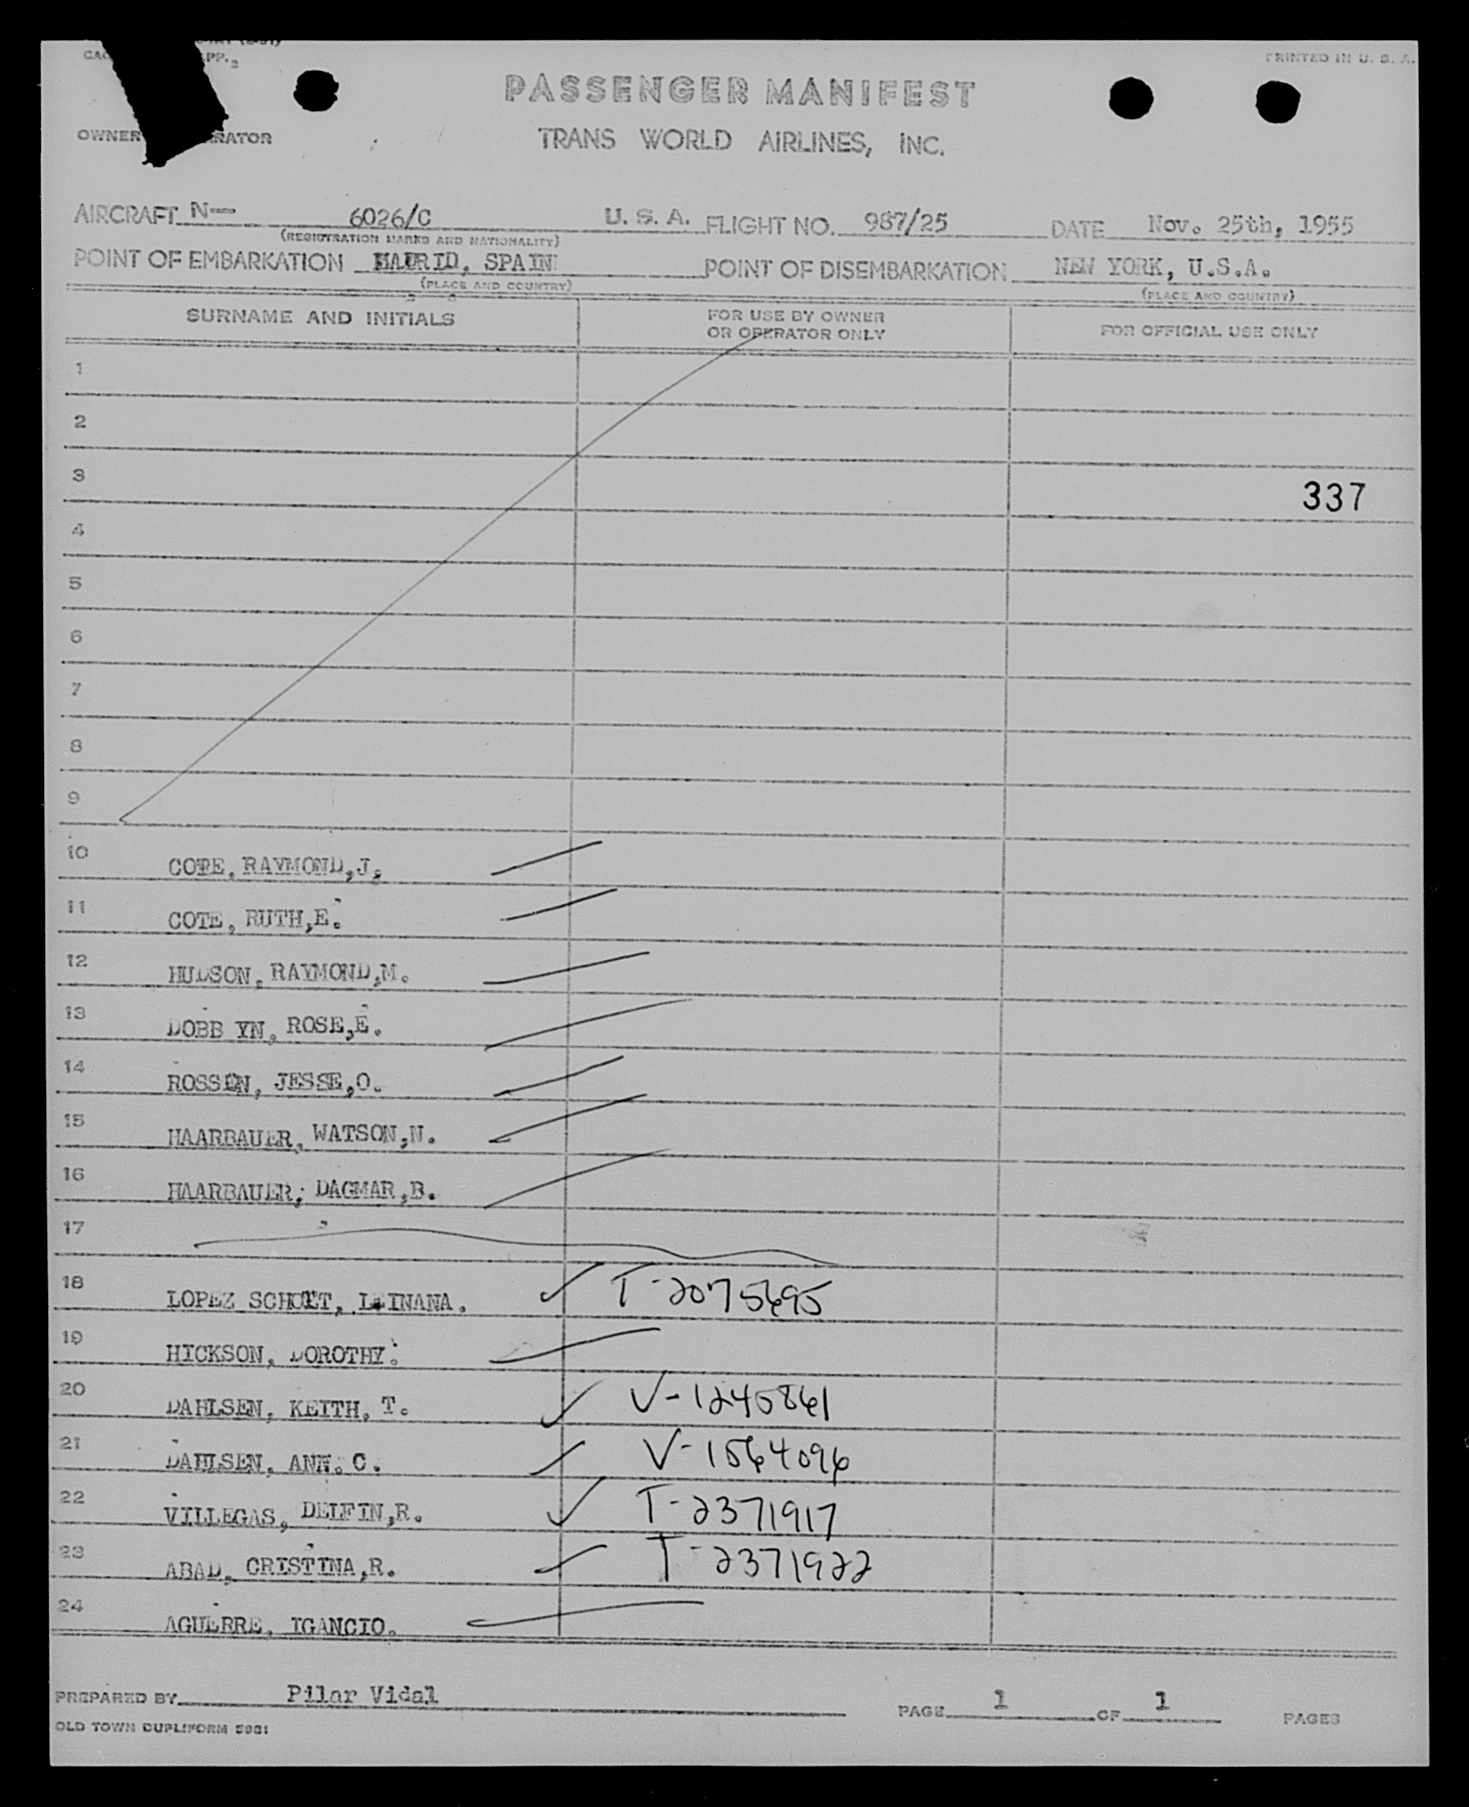 PRINTED IN U. S. A.
PASSENGER MANIFEST
TRANS WORLD AIRLINES, INC.
AIRCRAFT N— 6026/C U. S. A. FLIGHT NO. 987/25 DATE Nov. 25th, 1955
(REGISTRATION MARKS AND NATIONALITY)
POINT OF EMBARKATION MADRID, SPAIN POINT OF DISEMBARKATION NEW YORK, U.S.A.
(PLACE AND COUNTRY) (PLACE AND COUNTRY)
SURNAME AND INITIALS FOR USE BY OWNER OR OPERATOR ONLY FOR OFFICIAL USE ONLY
1
2
3 337
4
5
6
7
8
9
10 COTE, RAYMOND,J.
11 COTE, RUTH,E.
12 HUDSON, RAYMOND,M.
13 DOBB YN, ROSE,E.
14 ROSSEN, JESSE,O.
15 HAARBAUER, WATSON,N.
16 HAARBAUER, DAGMAR,B.
17
18 LOPEZ T-2075695
19 HICKSON, DOROTHY.
20 DAHLSEN, KEITH, T. V-1240861
21 DAHLSEN, ANN. C. V-1564096
22 VILLEGAS, DELFIN,R. T-2371917
23 ABAD, CRISTINA,R. T-2371922
24 AGUERRE, IGANCIO.
PREPARED BY Pilar Vidal PAGE 1 OF 1 PAGES
OLD TOWN DUPLIFORM 5981